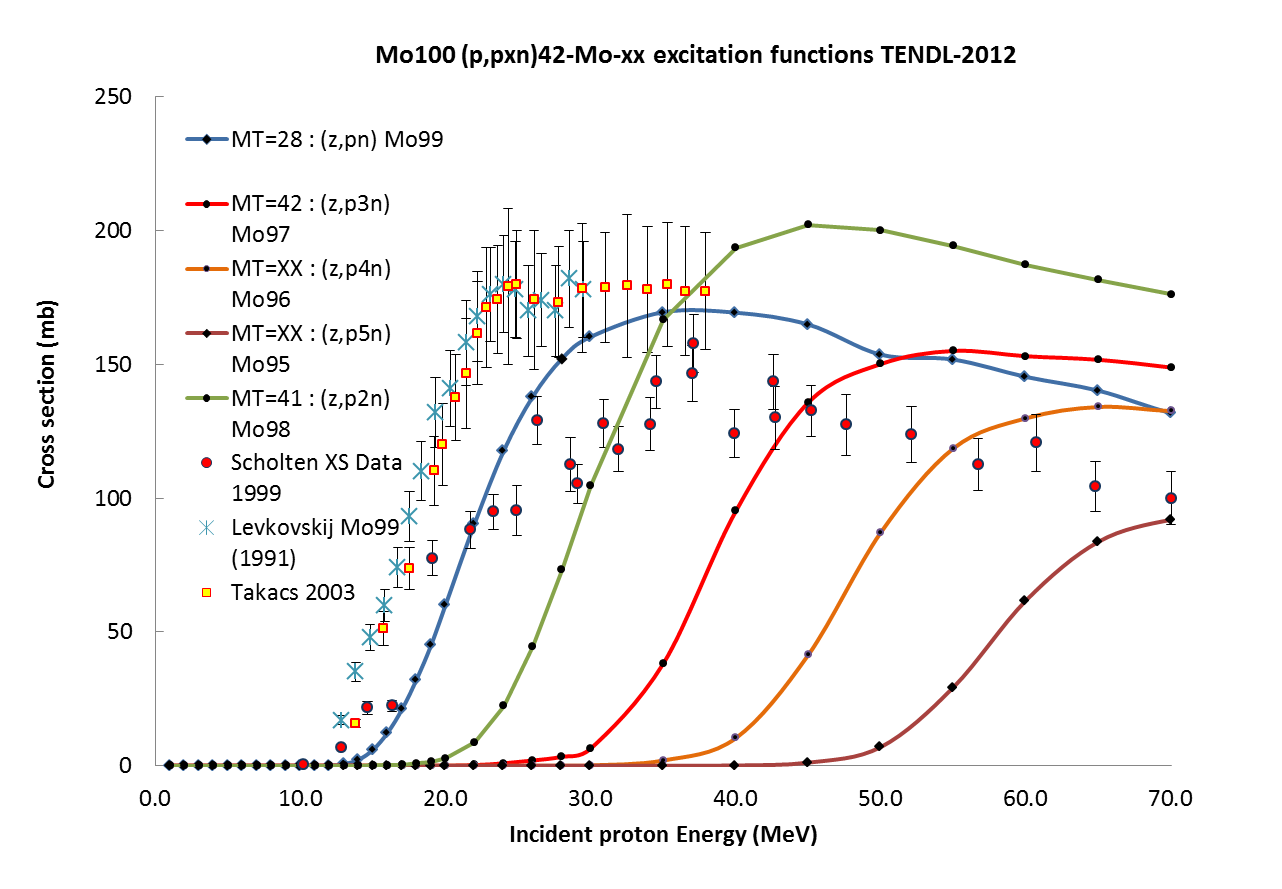 Mo100 (p,pxn)42-Mo-xx excitation functions TENDL-2012
250
200
150
100
50
0
Cross section (mb)
MT=28 : (z,pn) Mo99
MT=42 : (z,p3n)
Mo97
MT=XX : (z,p4n)
Mo96
MT=XX : (z,p5n)
Mo95
MT=41 : (z,p2n)
Mo98
Scholten XS Data
1999
Levkovskij Mo99
(1991)
Takacs 2003
0.0 10.0 20.0 30.0 40.0 50.0 60.0 70.0
Incident proton Energy (MeV)